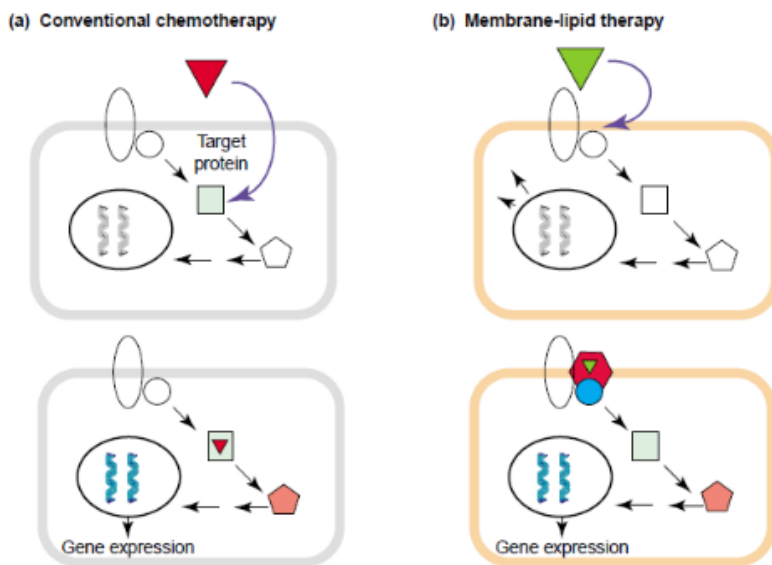 (a) Conventional chemotherapy
(b) Membrane-lipid therapy
Target
protein
Gene expression
Gene expression